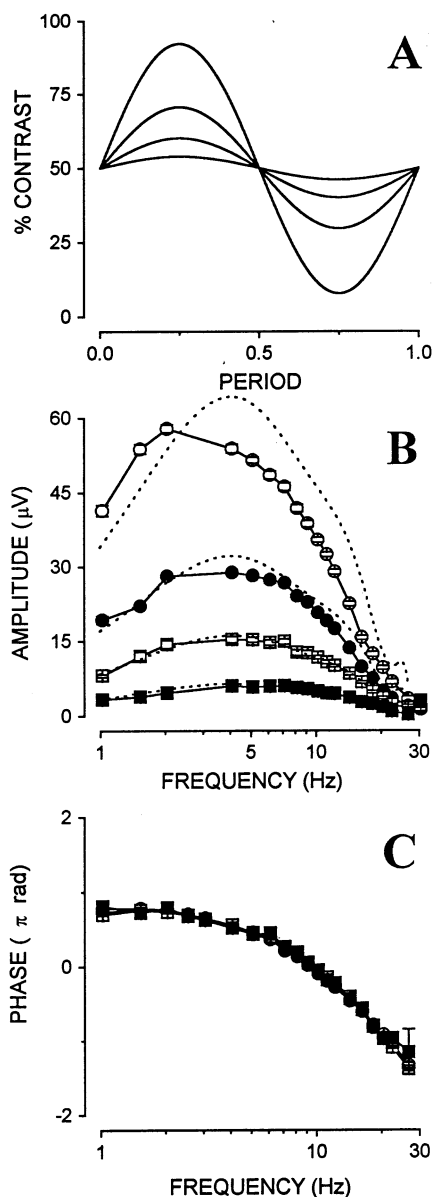 A
100
75
50
25
0
% CONTRAST
0.0 0.5 1.0
PERIOD
B
60
45
30
15
0
AMPLITUDE (μV)
1 5 10 30
FREQUENCY (Hz)
C
2
0
-2
PHASE ( π rad)
1 10 30
FREQUENCY (Hz)